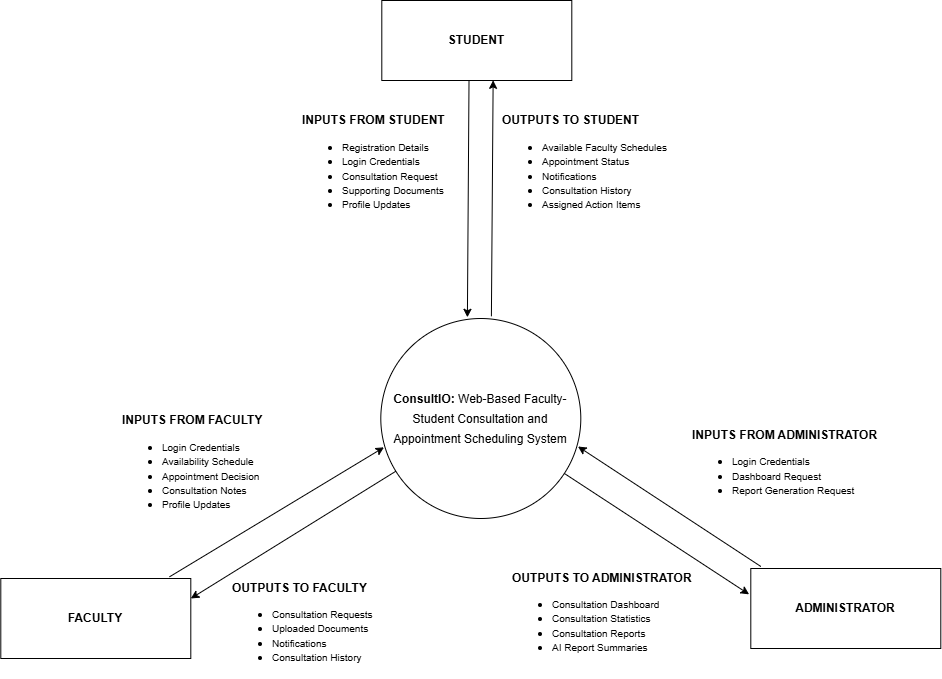 STUDENT
INPUTS FROM STUDENT
Registration Details
Login Credentials
Consultation Request
Supporting Documents
Profile Updates
OUTPUTS TO STUDENT
Available Faculty Schedules
Appointment Status
Notifications
Consultation History
Assigned Action Items
ConsultIO: Web-Based Faculty-
Student Consultation and
Appointment Scheduling System
INPUTS FROM FACULTY
Login Credentials
Availability Schedule
Appointment Decision
Consultation Notes
Profile Updates
INPUTS FROM ADMINISTRATOR
Login Credentials
Dashboard Request
Report Generation Request
FACULTY
OUTPUTS TO FACULTY
Consultation Requests
Uploaded Documents
Notifications
Consultation History
OUTPUTS TO ADMINISTRATOR
Consultation Dashboard
Consultation Statistics
Consultation Reports
AI Report Summaries
ADMINISTRATOR